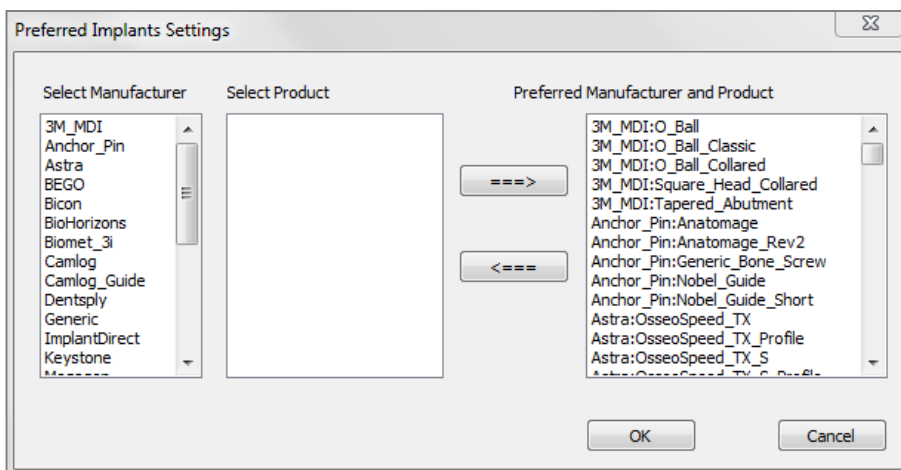 Preferred Implants Settings
Select Manufacturer
3M_MDI
Anchor_Pin
Astra
BEGO
Bicon
BioHorizons
Biomet_3i
Camlog
Camlog_Guide
Dentsply
Generic
ImplantDirect
Keystone
Select Product
===>
<===
Preferred Manufacturer and Product
3M_MDI:O_Ball
3M_MDI:O_Ball_Classic
3M_MDI:O_Ball_Collared
3M_MDI:Square_Head_Collared
3M_MDI:Tapered_Abutment
Anchor_Pin:Anatomage
Anchor_Pin:Anatomage_Rev2
Anchor_Pin:Generic_Bone_Screw
Anchor_Pin:Nobel_Guide
Anchor_Pin:Nobel_Guide_Short
Astra:OsseoSpeed_TX
Astra:OsseoSpeed_TX_Profile
Astra:OsseoSpeed_TX_S
Astra:OsseoSpeed_TX_S_Profile
OK
Cancel